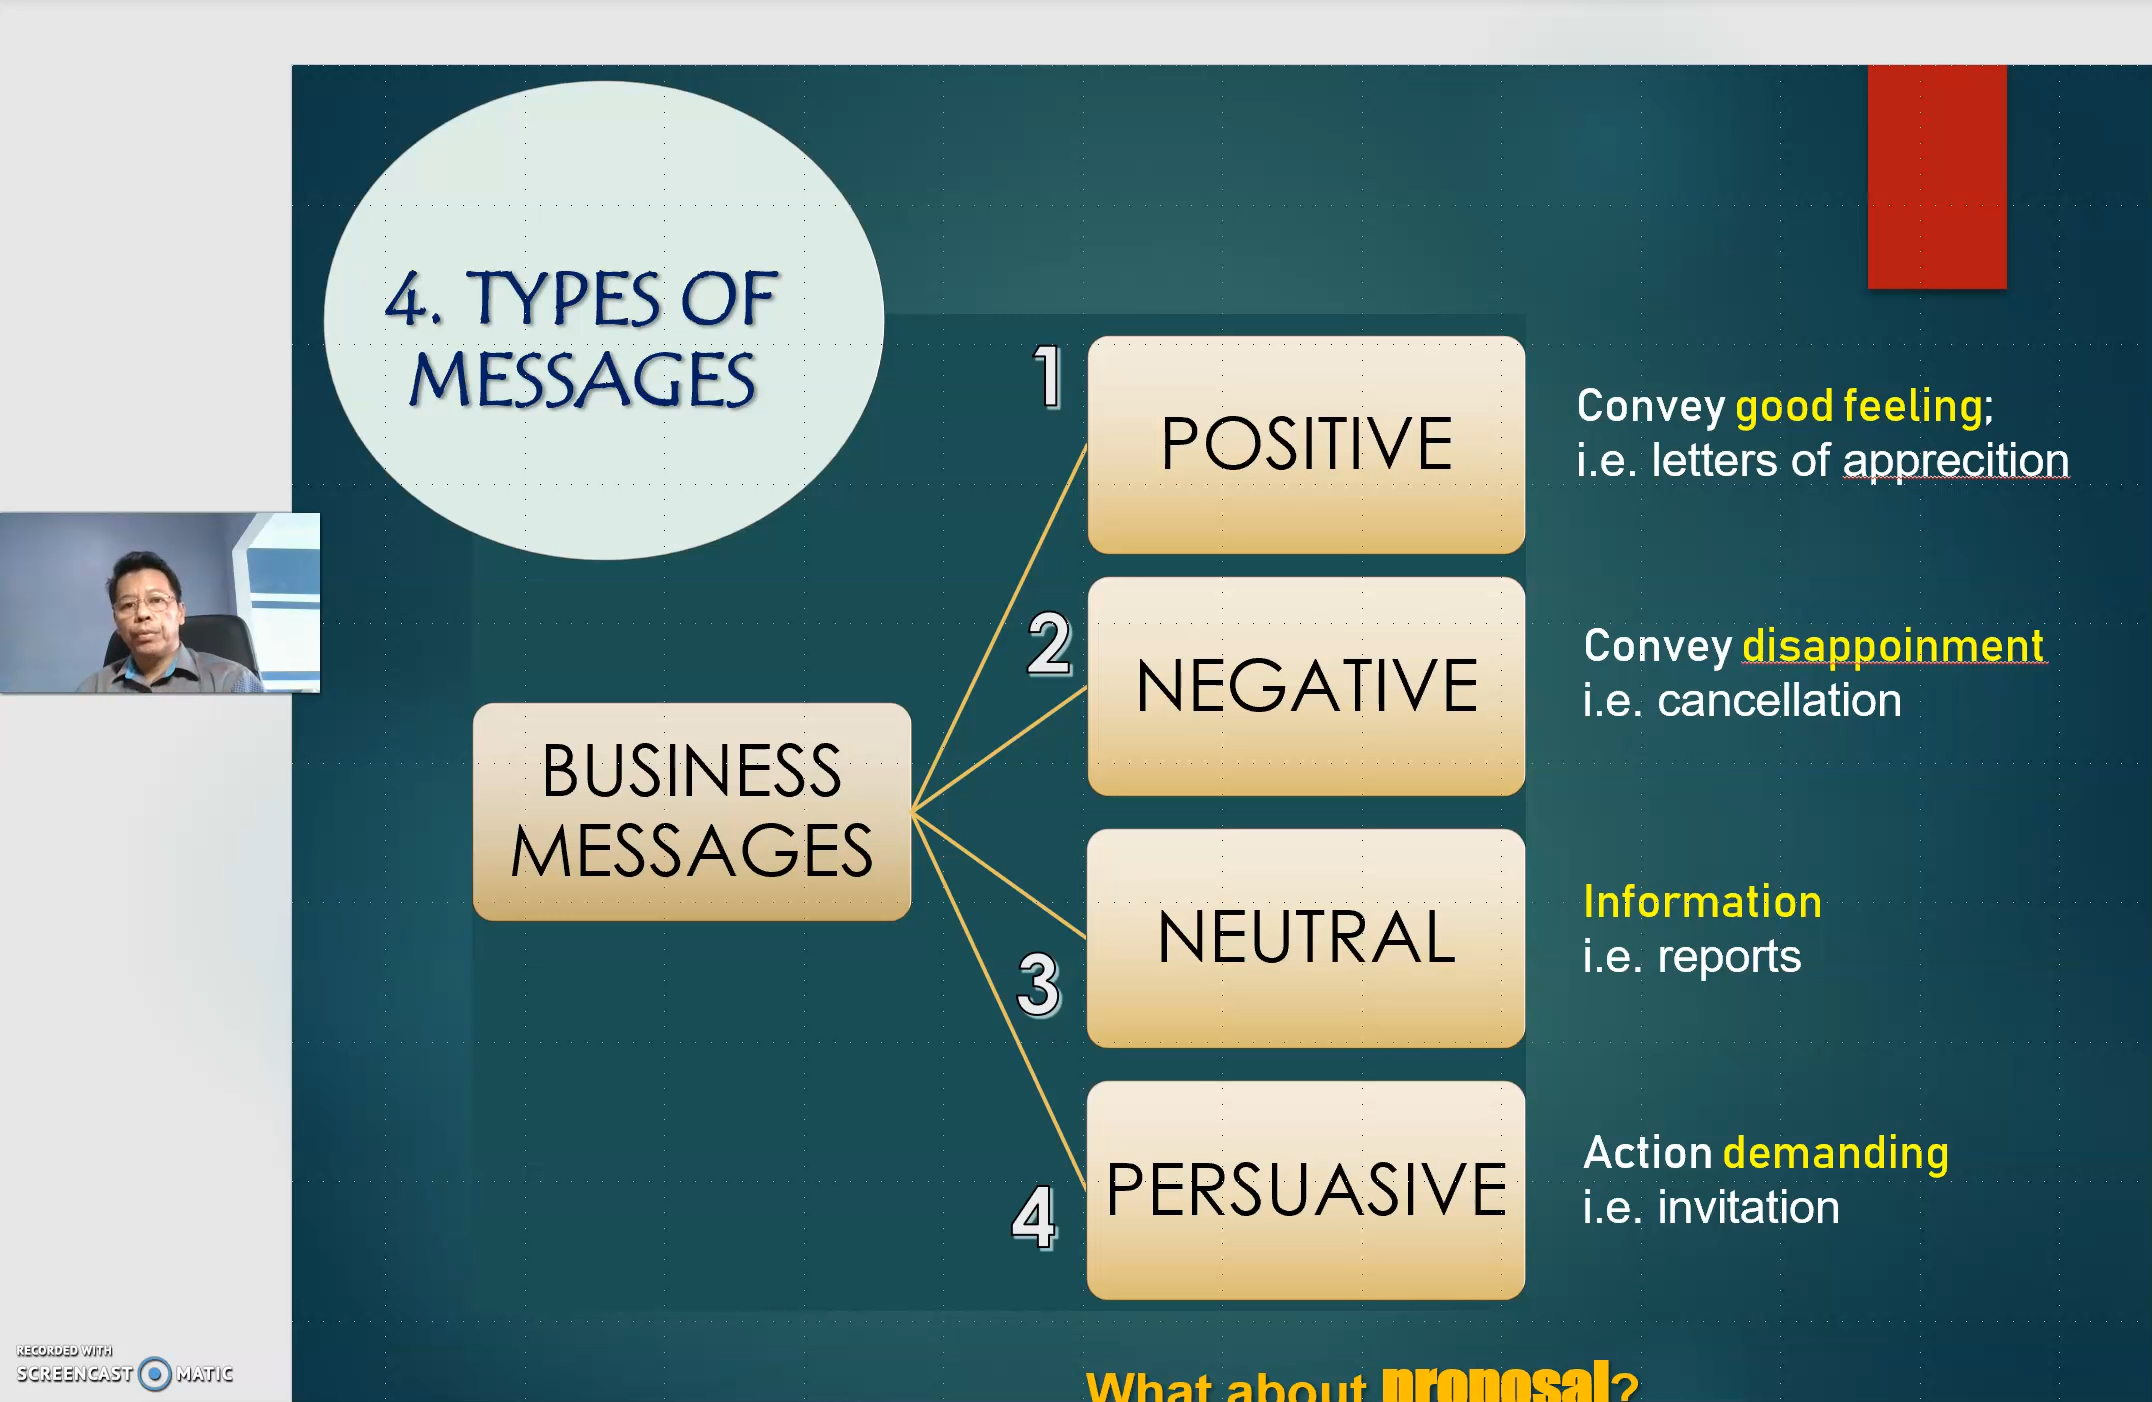 4. TYPES OF
MESSAGES
BUSINESS
MESSAGES
1
POSITIVE
Convey good feeling;
i.e. letters of apprecition
2
NEGATIVE
Convey disappoinment
i.e. cancellation
3
NEUTRAL
Information
i.e. reports
4
PERSUASIVE
Action demanding
i.e. invitation
What about proposal?
RECORDED WITH
SCREENCAST MATIC